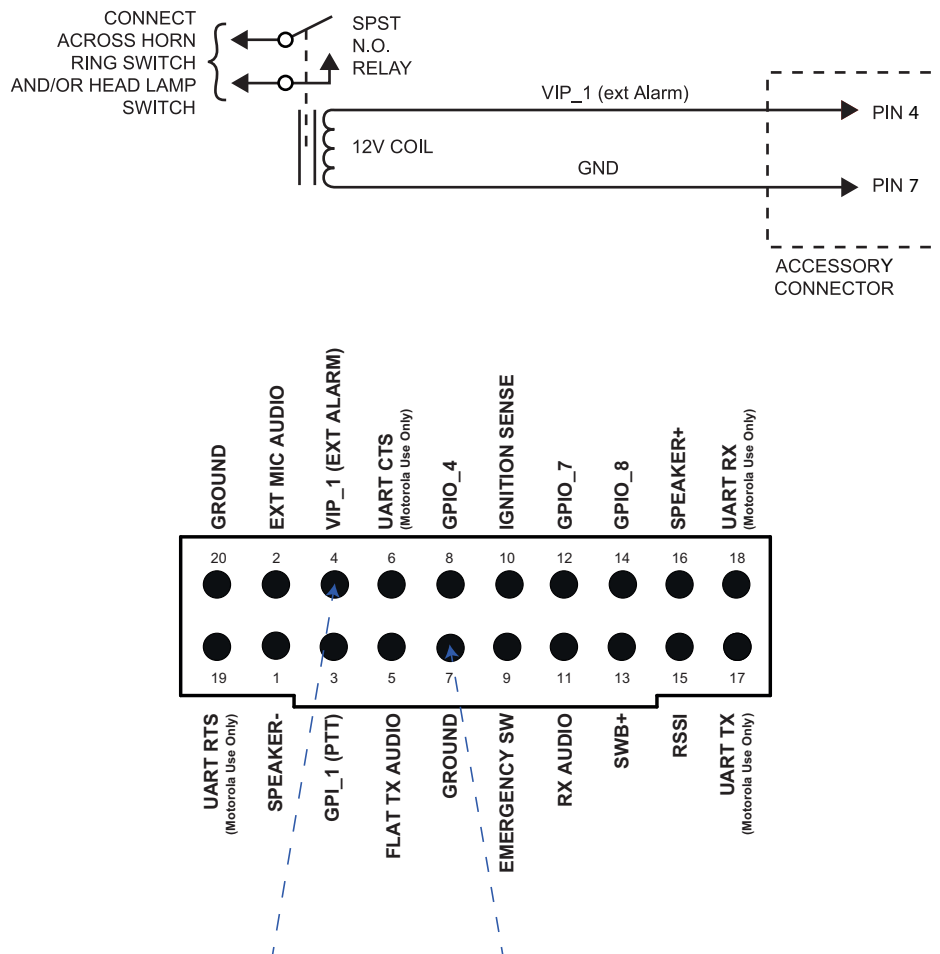 CONNECT
ACROSS HORN
RING SWITCH
AND/OR HEAD LAMP
SWITCH
SPST
N.O.
RELAY
12V COIL
VIP_1 (ext Alarm)
GND
PIN 4
PIN 7
ACCESSORY
CONNECTOR
GROUND
EXT MIC AUDIO
VIP_1 (EXT ALARM)
UART CTS
(Motorola Use Only)
GPIO_4
IGNITION SENSE
GPIO_7
GPIO_8
SPEAKER+
UART RX
(Motorola Use Only)
20 2 4 6 8 10 12 14 16 18
19 1 3 5 7 9 11 13 15 17
UART RTS
(Motorola Use Only)
SPEAKER-
GPI_1 (PTT)
FLAT TX AUDIO
GROUND
EMERGENCY SW
RX AUDIO
SWB+
RSSI
UART TX
(Motorola Use Only)